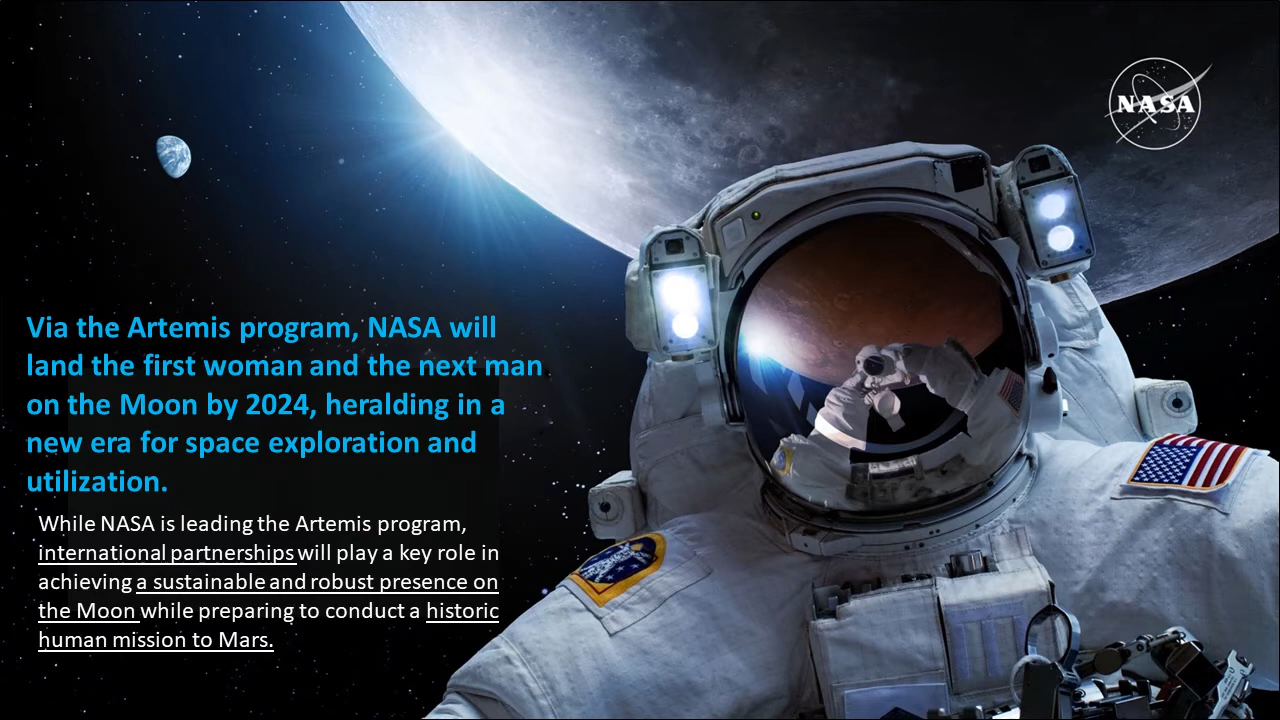 NASA
Via the Artemis program, NASA will
land the first woman and the next man
on the Moon by 2024, heralding in a
new era for space exploration and
utilization.
While NASA is leading the Artemis program,
international partnerships will play a key role in
achieving a sustainable and robust presence on
the Moon while preparing to conduct a historic
human mission to Mars.